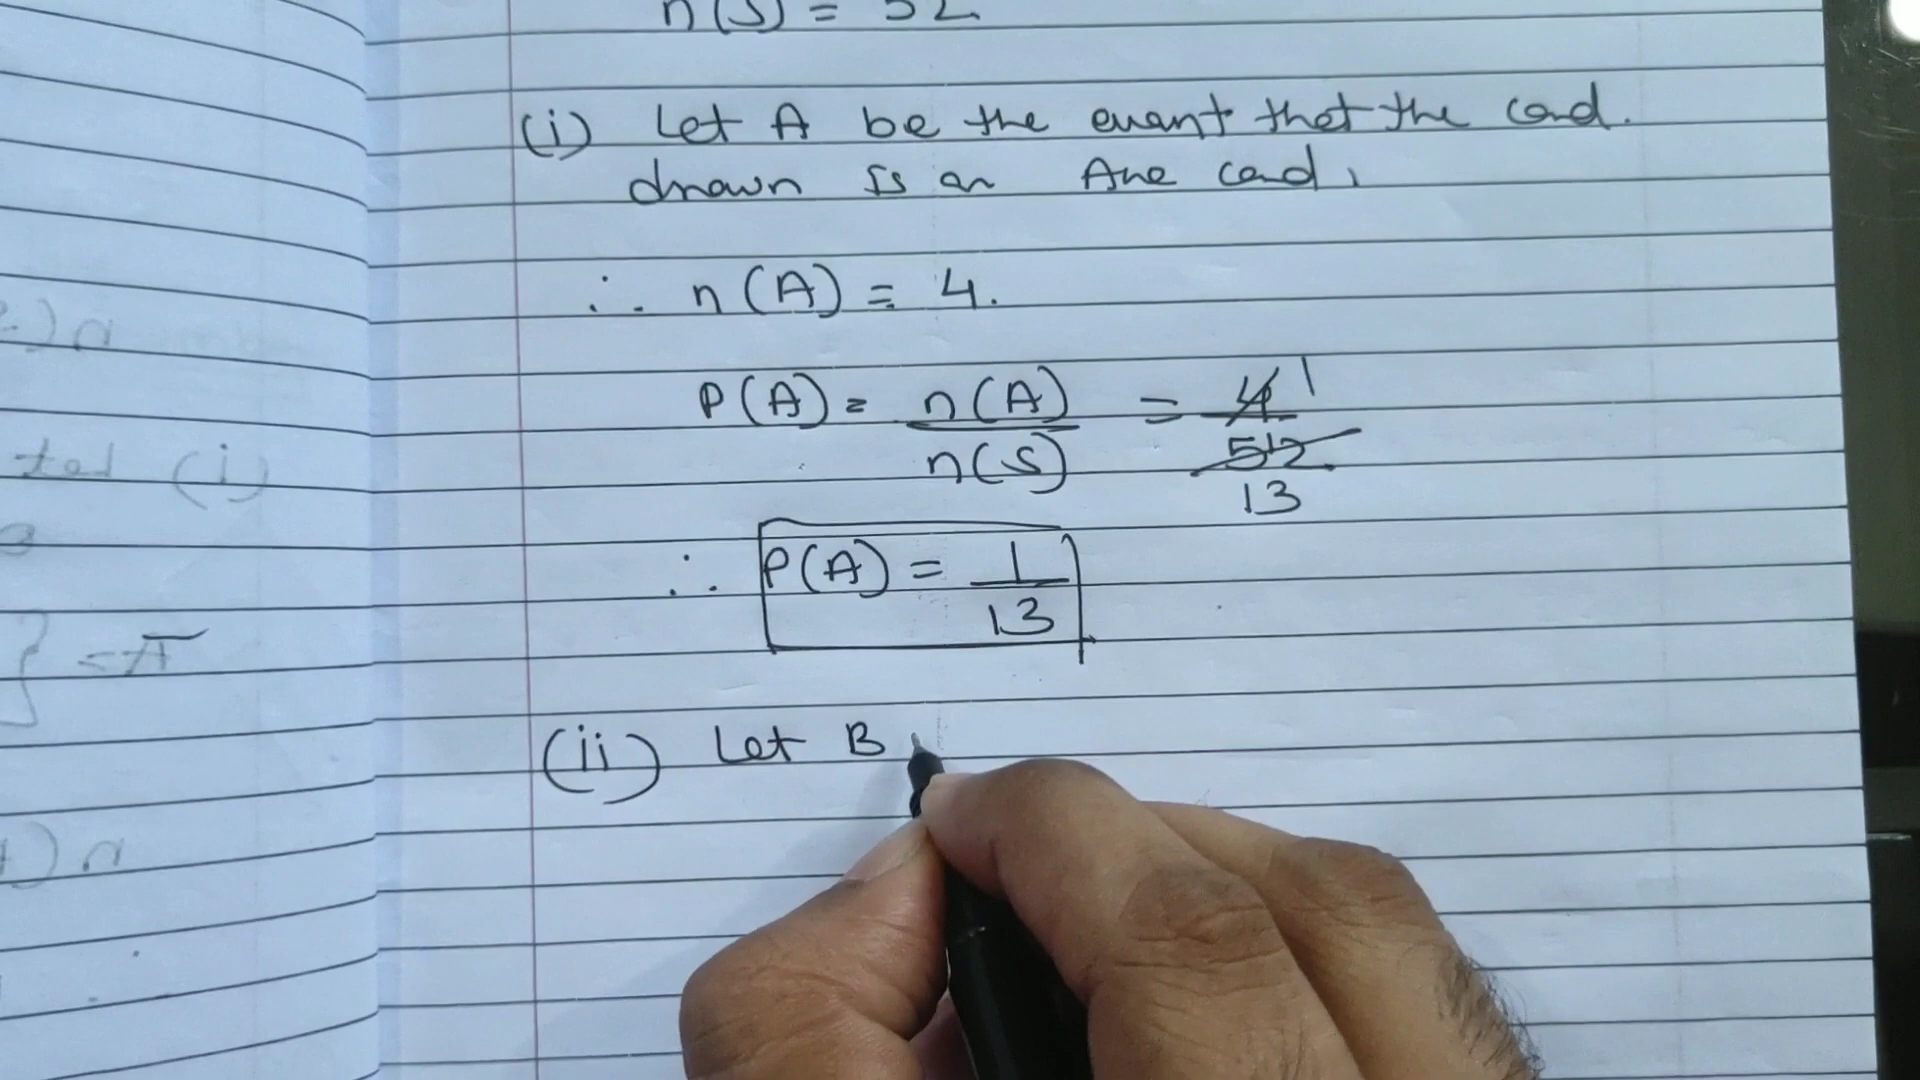 n(S) = 52
(i) Let A be the event that the card.
drawn is an Ace card.
∴ n(A) = 4.
P(A) = n(A) / n(S) = 4 1 / 52 13
∴ P(A) = 1 / 13
(ii) Let B